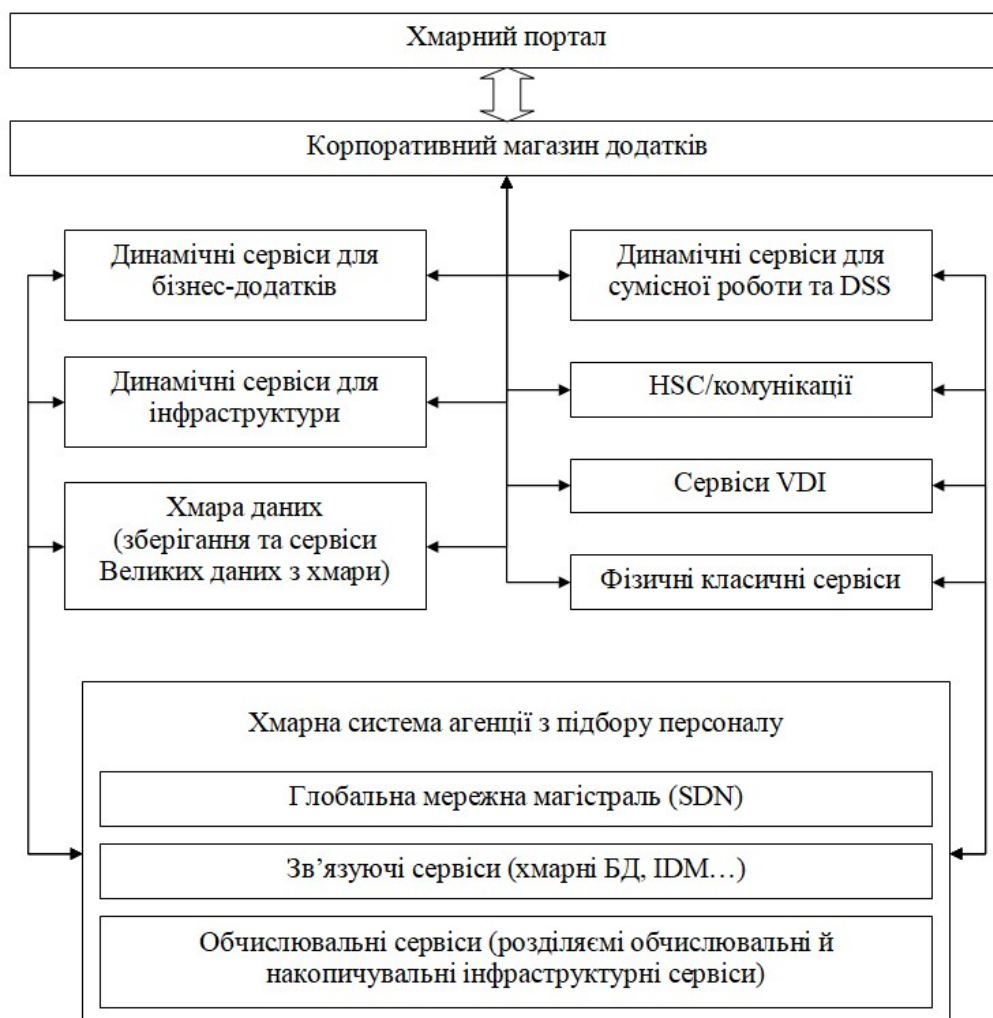 Хмарний портал
Корпоративний магазин додатків
Динамічні сервіси для
бізнес-додатків
Динамічні сервіси для
сумісної роботи та DSS
Динамічні сервіси для
інфраструктури
HSC/комунікації
Хмара даних
(зберігання та сервіси
Великих даних з хмари)
Сервіси VDI
Фізичні класичні сервіси
Хмарна система агенції з підбору персоналу
Глобальна мережна магістраль (SDN)
Зв’язуючі сервіси (хмарні БД, IDM…)
Обчислювальні сервіси (розділяємі обчислювальні й
накопичувальні інфраструктурні сервіси)